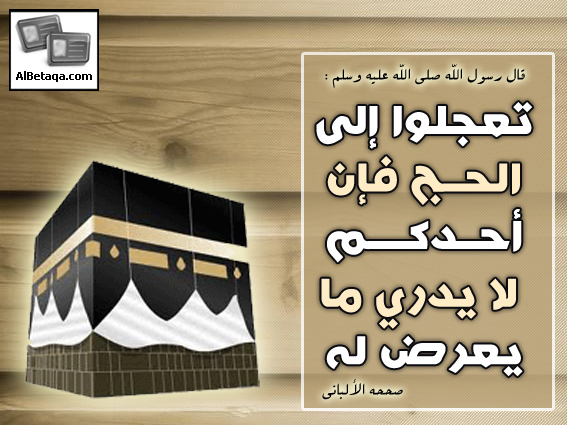 AlBetaqa.com
قال رسول الله صلى الله عليه وسلم :
تعجلوا إلى
الحج فإن
أحدكم
لا يدري ما
يعرض له
صححه الألبانى